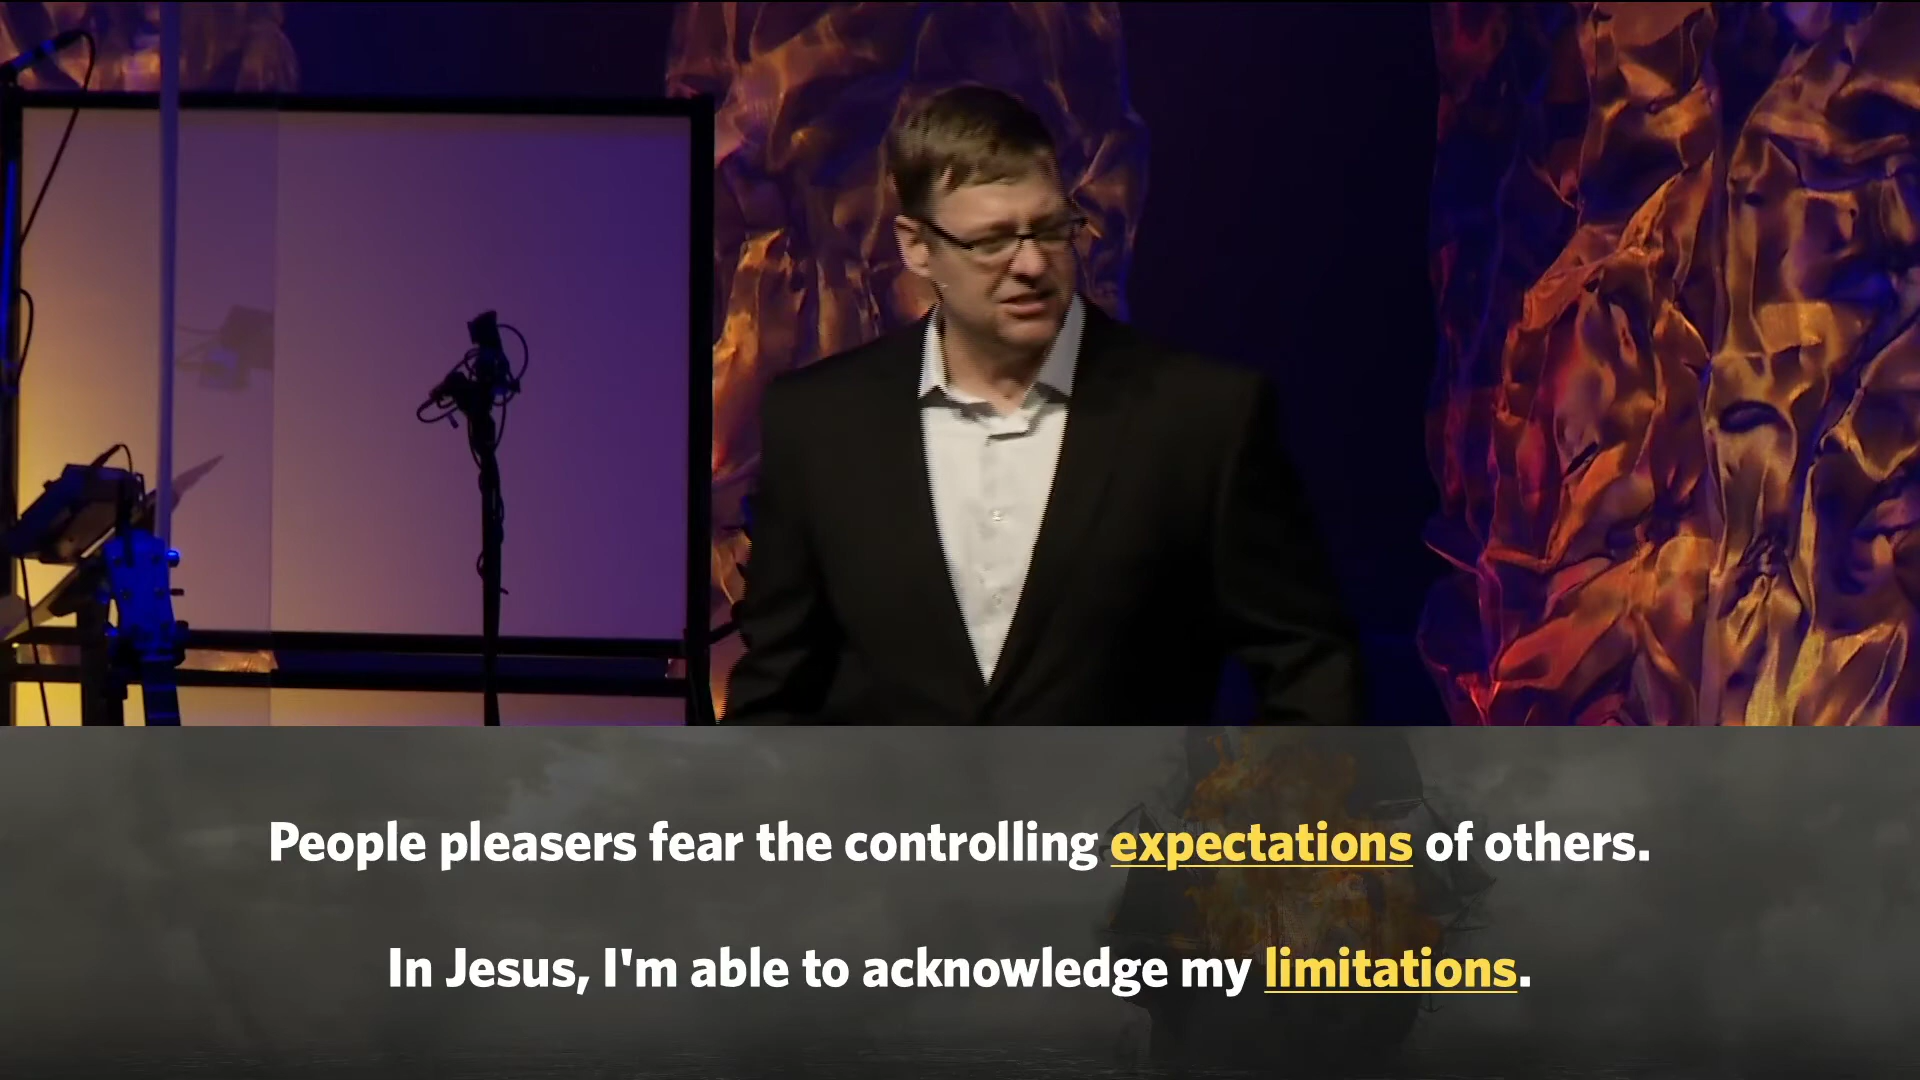 People pleasers fear the controlling expectations of others.
In Jesus, I'm able to acknowledge my limitations.